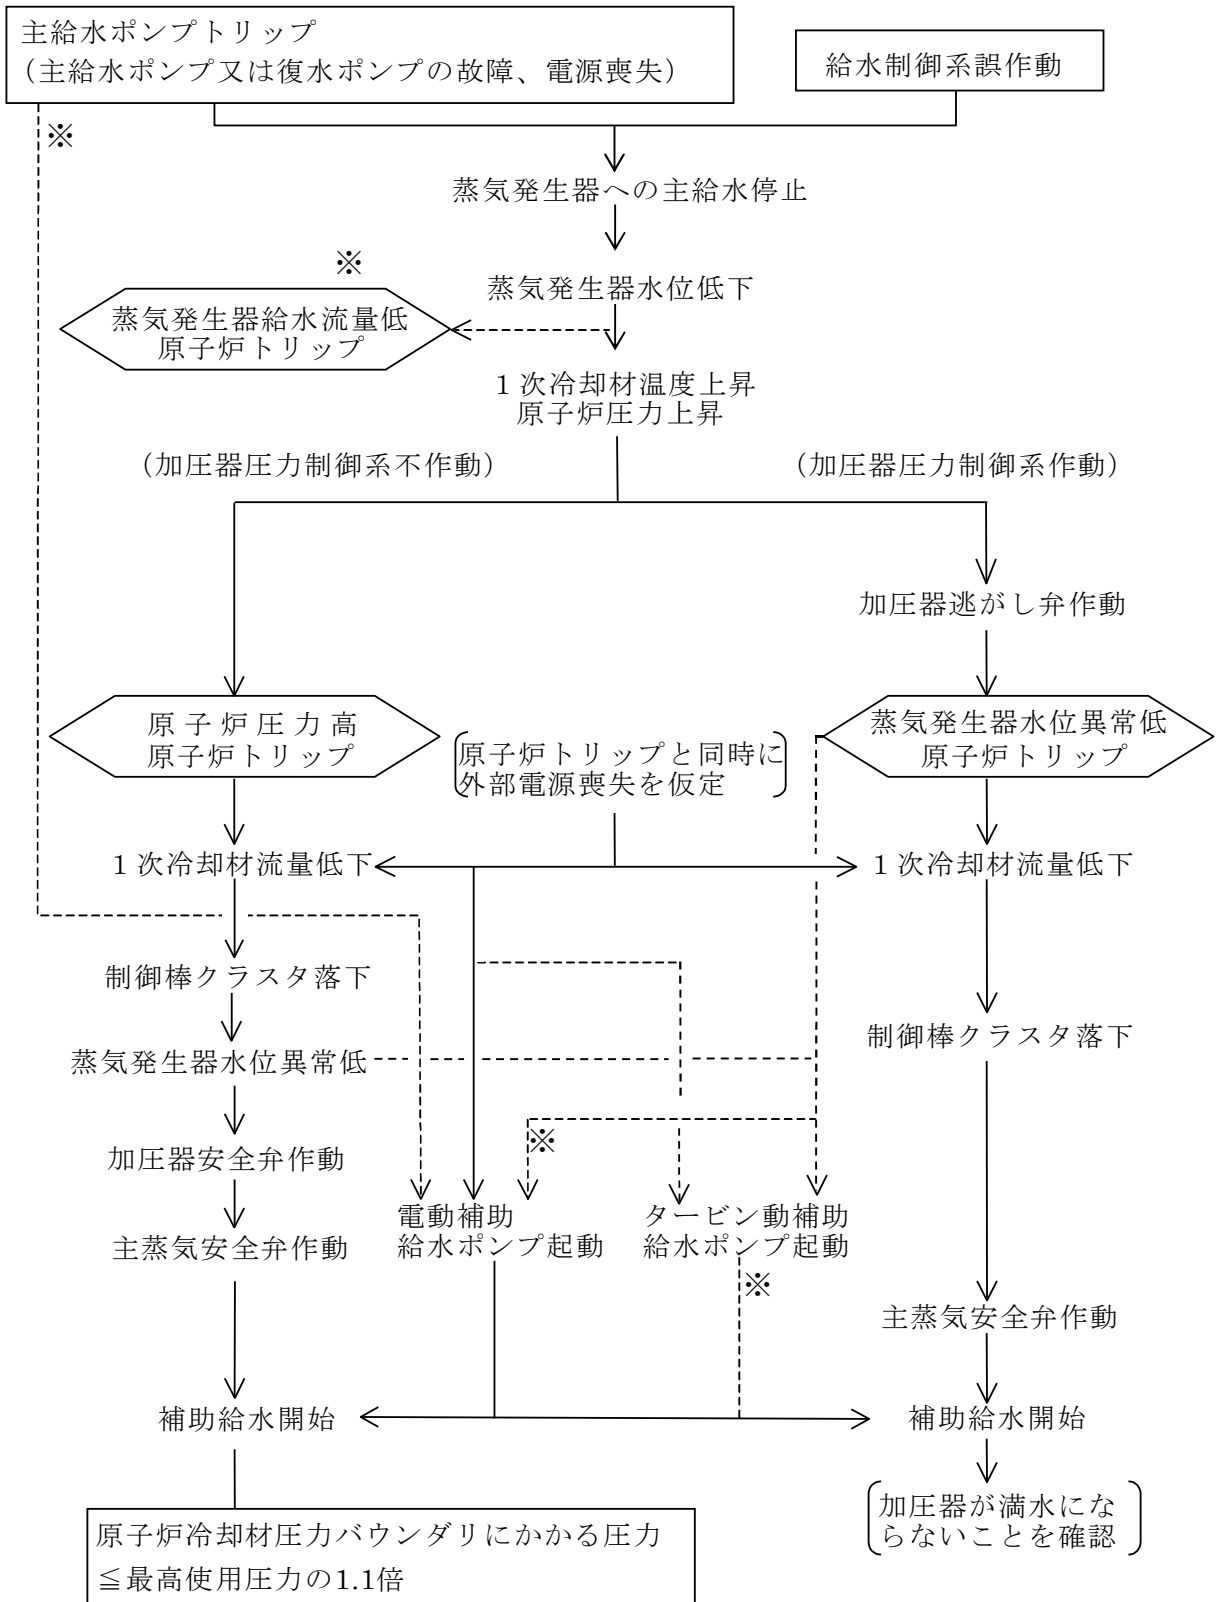 主給水ポンプトリップ
（主給水ポンプ又は復水ポンプの故障、電源喪失）
給水制御系誤作動
※
蒸気発生器への主給水停止
※
蒸気発生器水位低下
蒸気発生器給水流量低
原子炉トリップ
１次冷却材温度上昇
原子炉圧力上昇
（加圧器圧力制御系不作動）
（加圧器圧力制御系作動）
加圧器逃がし弁作動
原子炉圧力高
原子炉トリップ
原子炉トリップと同時に
外部電源喪失を仮定
蒸気発生器水位異常低
原子炉トリップ
１次冷却材流量低下
１次冷却材流量低下
制御棒クラスタ落下
制御棒クラスタ落下
蒸気発生器水位異常低
※
加圧器安全弁作動
主蒸気安全弁作動
電動補助
給水ポンプ起動
タービン動補助
給水ポンプ起動
※
主蒸気安全弁作動
補助給水開始
補助給水開始
加圧器が満水にな
らないことを確認
原子炉冷却材圧力バウンダリにかかる圧力
≦最高使用圧力の1.1倍